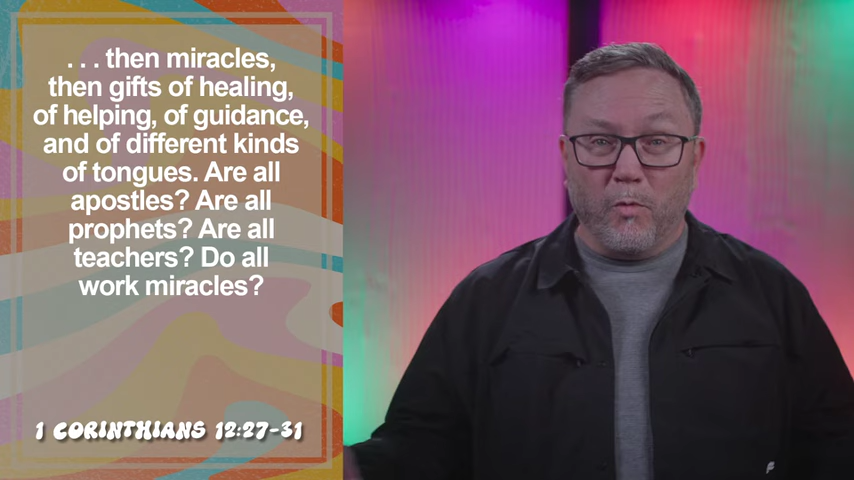 . . . then miracles,
then gifts of healing,
of helping, of guidance,
and of different kinds
of tongues. Are all
apostles? Are all
prophets? Are all
teachers? Do all
work miracles?
1 CORINTHIANS 12:27-31